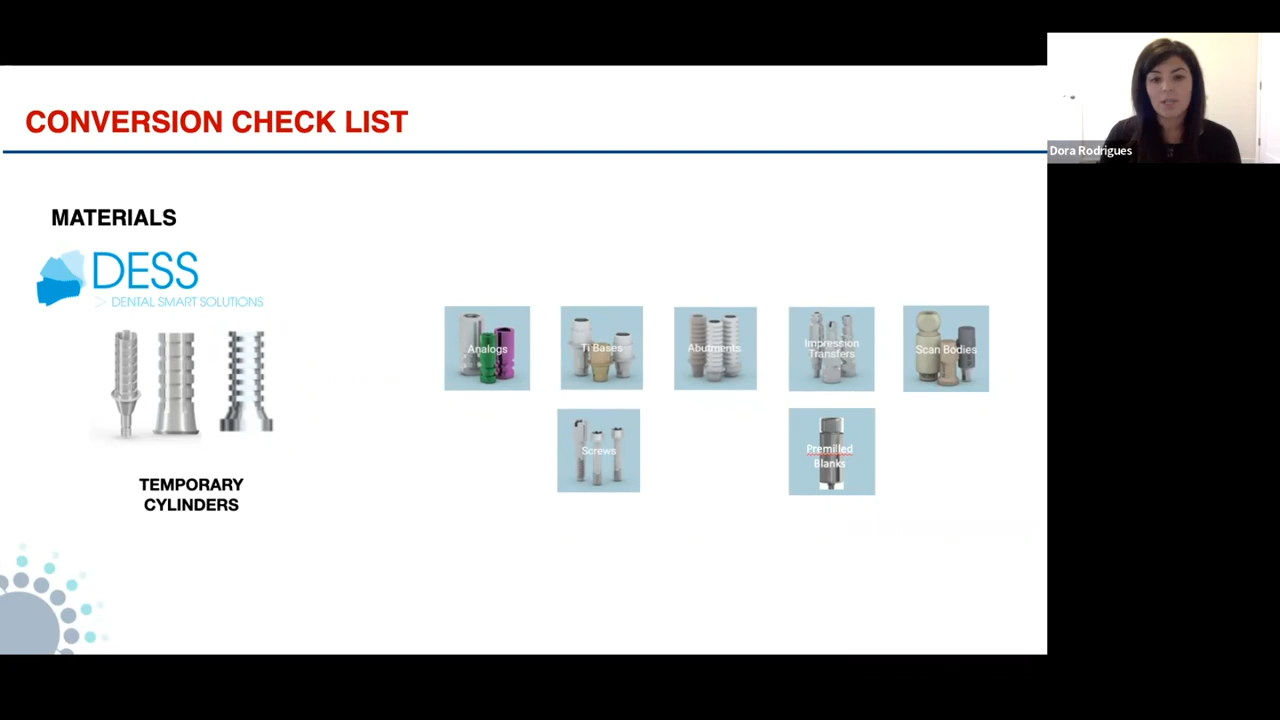 CONVERSION CHECK LIST
Dora Rodrigues
MATERIALS
DESS
> DENTAL SMART SOLUTIONS
Analogs
Ti Bases
Abutments
Impression
Transfers
Scan Bodies
Screws
Premilled
Blanks
TEMPORARY
CYLINDERS